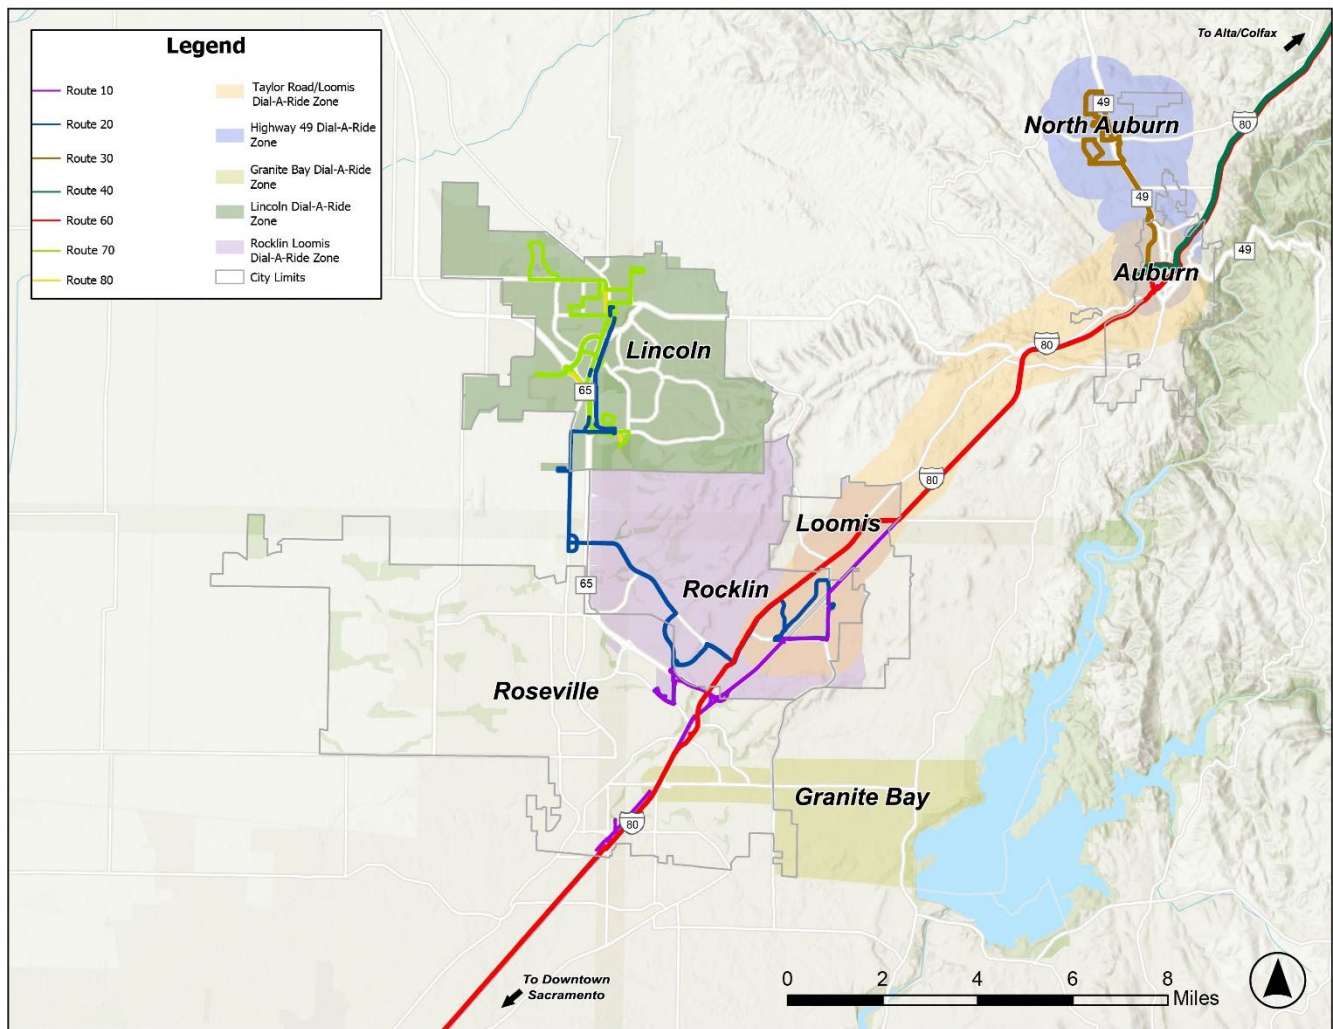 Legend
Route 10
Route 20
Route 30
Route 40
Route 60
Route 70
Route 80
Taylor Road/Loomis
Dial-A-Ride Zone
Highway 49 Dial-A-Ride
Zone
Granite Bay Dial-A-Ride
Zone
Lincoln Dial-A-Ride
Zone
Rocklin Loomis
Dial-A-Ride Zone
City Limits
To Alta/Colfax
49
North Auburn
80
49
49
Auburn
80
Lincoln
65
80
Loomis
65
Rocklin
Roseville
Granite Bay
80
To Downtown
Sacramento
0 2 4 6 8
Miles